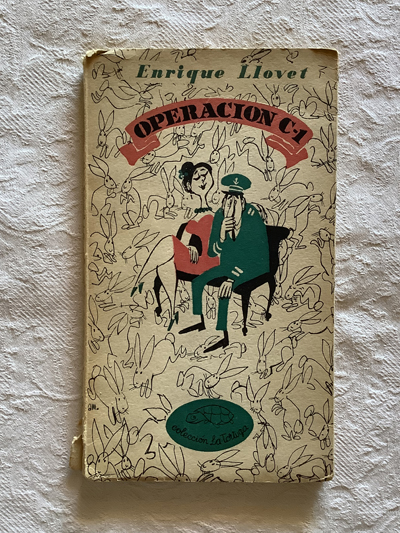 Enrique Llovet
OPERACION C-1
colección La tortuga